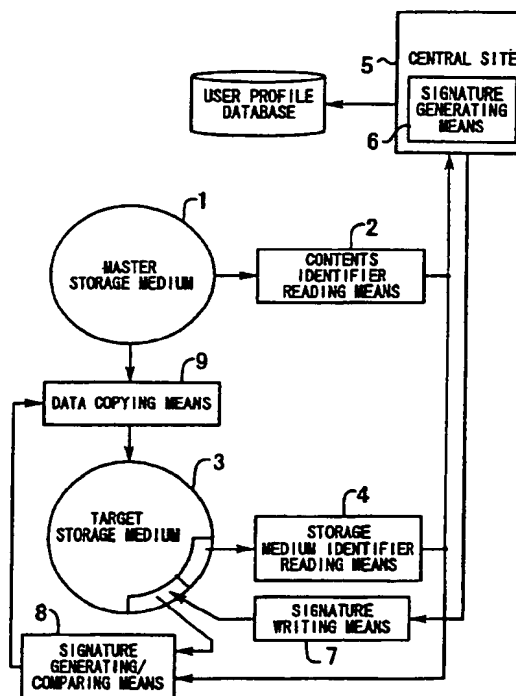 5
CENTRAL SITE
USER PROFILE
DATABASE
SIGNATURE
GENERATING
MEANS
6
1
MASTER
STORAGE MEDIUM
2
CONTENTS
IDENTIFIER
READING MEANS
9
DATA COPYING MEANS
3
TARGET
STORAGE MEDIUM
4
STORAGE
MEDIUM IDENTIFIER
READING MEANS
8
SIGNATURE
GENERATING/
COMPARING MEANS
SIGNATURE
WRITING MEANS
7